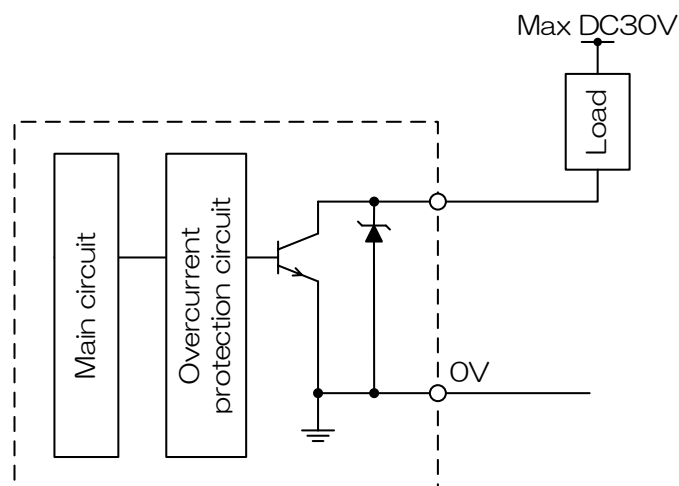 Max DC30V
Load
Main circuit
Overcurrent
protection circuit
0V